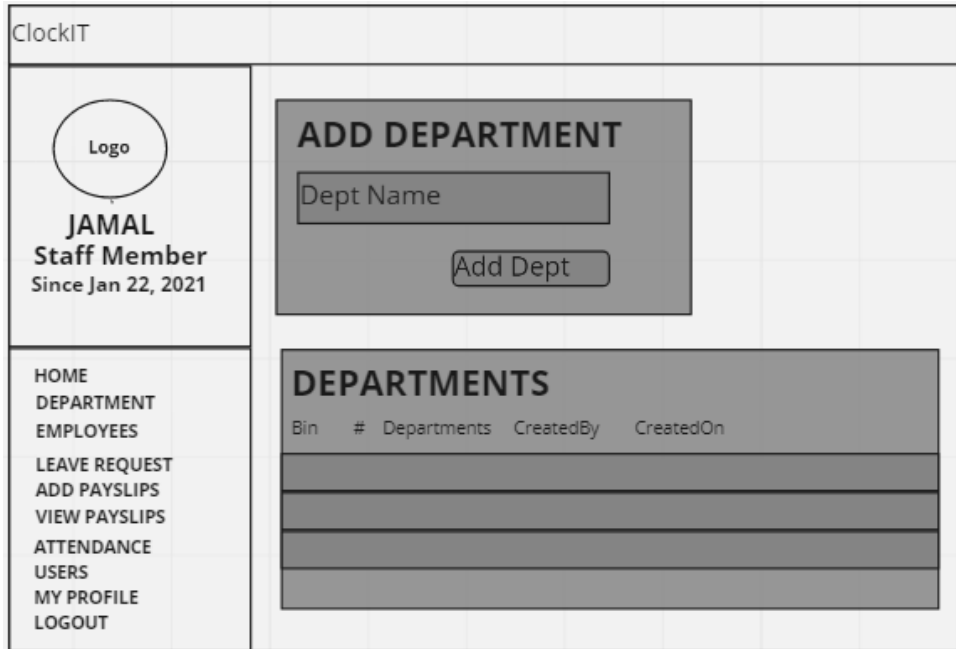 ClockIT
Logo
JAMAL
Staff Member
Since Jan 22, 2021
HOME
DEPARTMENT
EMPLOYEES
LEAVE REQUEST
ADD PAYSLIPS
VIEW PAYSLIPS
ATTENDANCE
USERS
MY PROFILE
LOGOUT
ADD DEPARTMENT
Dept Name
Add Dept
DEPARTMENTS
Bin # Departments CreatedBy CreatedOn